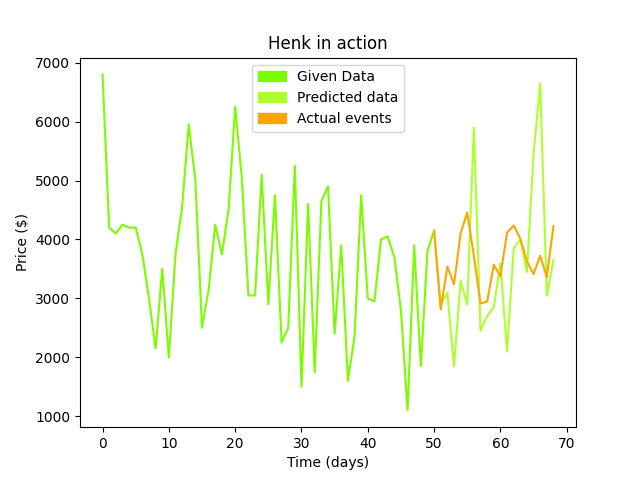 Henk in action
7000
6000
5000
4000
3000
2000
1000
Price ($)
Given Data
Predicted data
Actual events
0 10 20 30 40 50 60 70
Time (days)